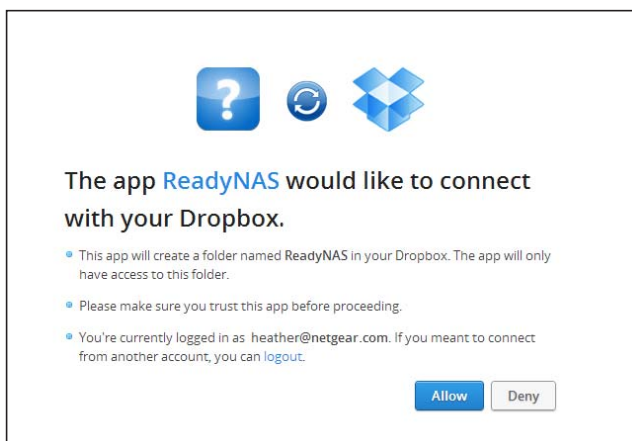 ?
The app ReadyNAS would like to connect
with your Dropbox.
This app will create a folder named ReadyNAS in your Dropbox. The app will only
have access to this folder.
Please make sure you trust this app before proceeding.
You're currently logged in as heather@netgear.com. If you meant to connect
from another account, you can logout.
Allow Deny